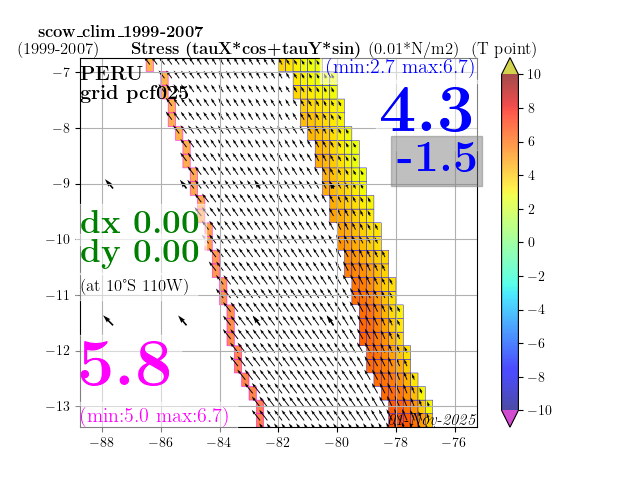 scow_clim_1999-2007
(1999-2007) Stress (tauX*cos+tauY*sin) (0.01*N/m2) (T point)
PERU
grid pcf025
(min:2.7 max:6.7)
4.3
-1.5
dx 0.00
dy 0.00
(at 10°S 110W)
5.8
(min:5.0 max:6.7)
-Nov-2025
−7
−8
−9
−10
−11
−12
−13
−88 −86 −84 −82 −80 −78 −76
10
8
6
4
2
0
−2
−4
−6
−8
−10